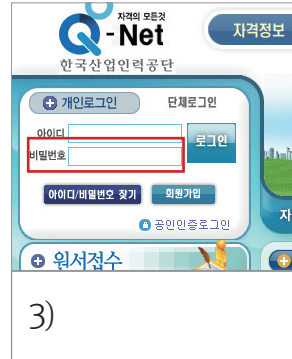 자격의 모든것
Q-Net
한국산업인력공단
자격정보
개인로그인
단체로그인
아이디
비밀번호
로그인
아이디/비밀번호 찾기
회원가입
공인인증로그인
자
원서접수
3)